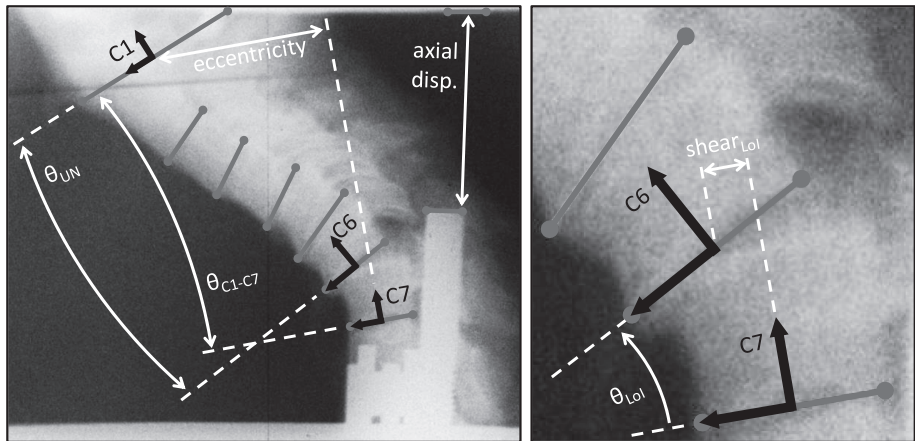 C1
eccentricity
axial
disp.
θUN
C6
θC1-C7
C7
shearLoI
C6
C7
θLoI